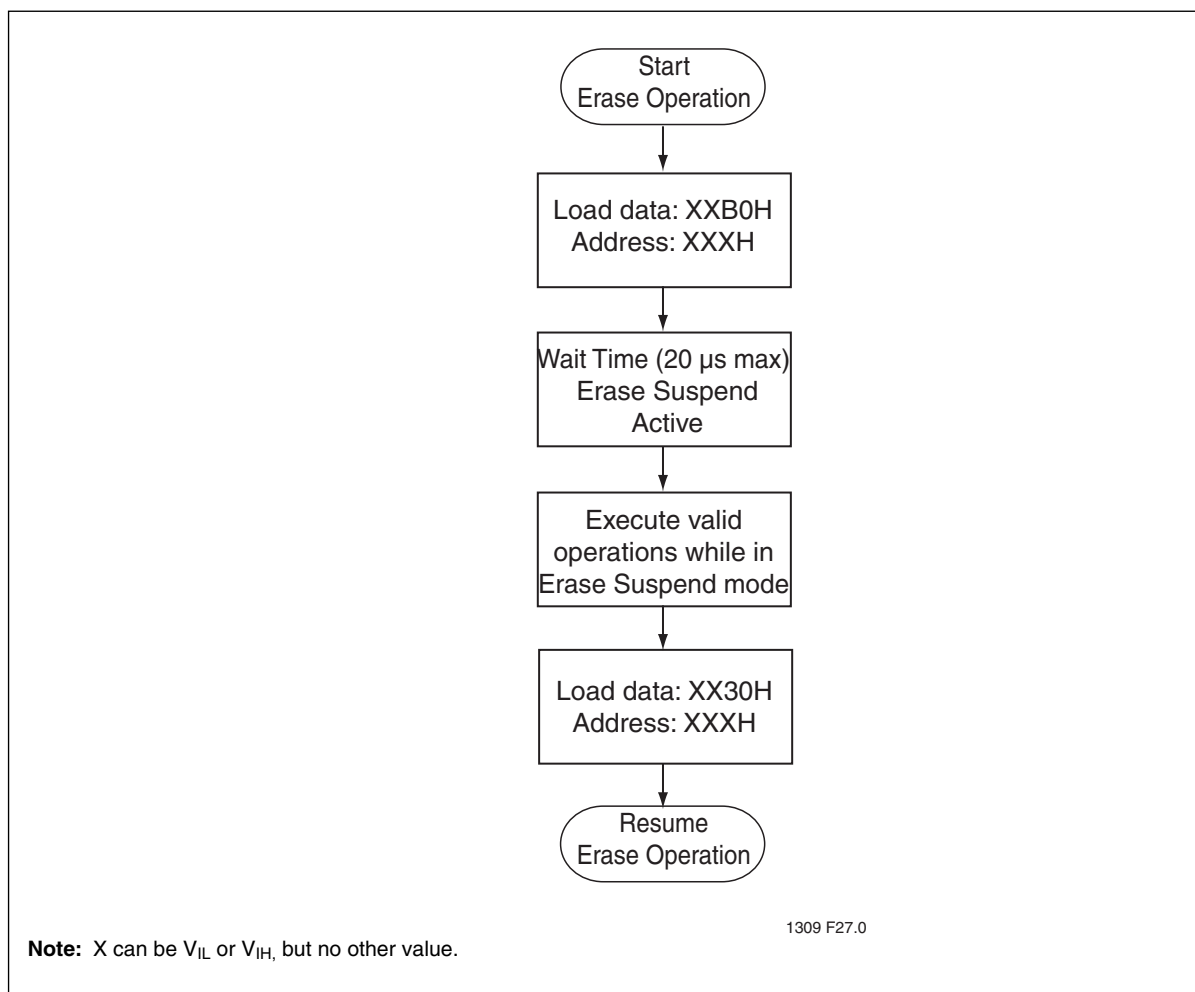 Start
Erase Operation
Load data: XXB0H
Address: XXXH
Wait Time (20 µs max)
Erase Suspend
Active
Execute valid
operations while in
Erase Suspend mode
Load data: XX30H
Address: XXXH
Resume
Erase Operation
1309 F27.0
Note: X can be VIL or VIH, but no other value.